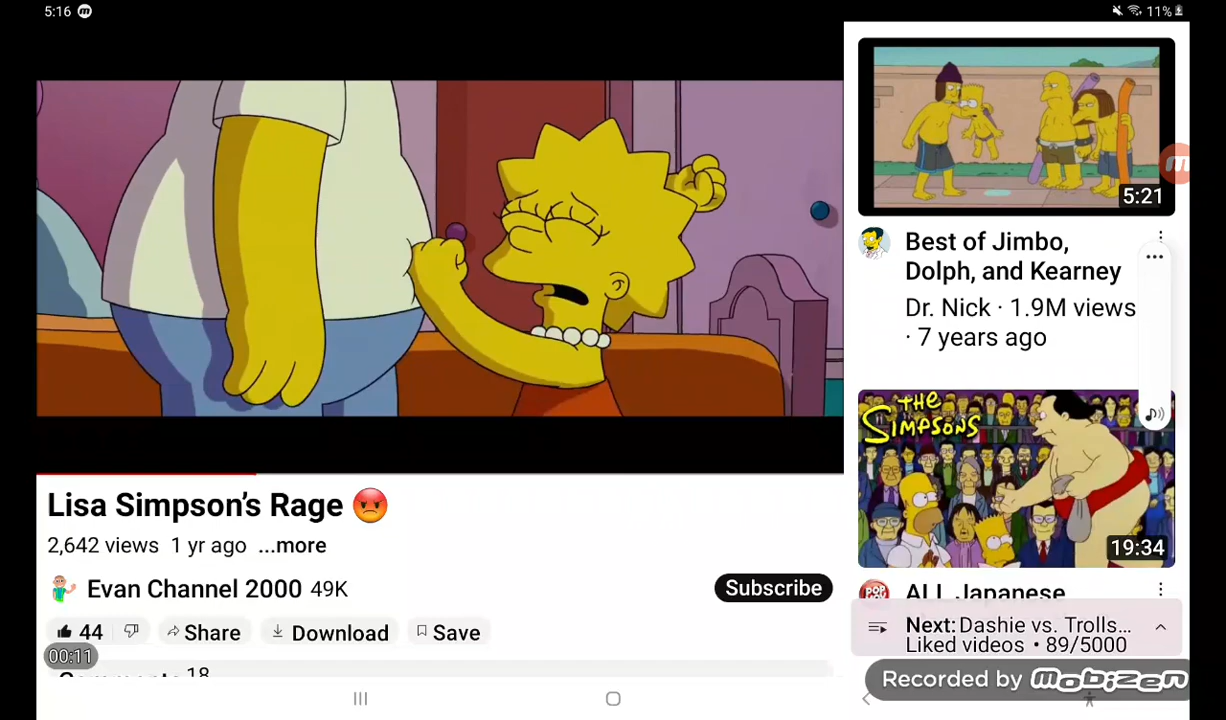 5:16
11%
5:21
Best of Jimbo,
Dolph, and Kearney
Dr. Nick · 1.9M views
· 7 years ago
THE
SIMPSONS
19:34
Lisa Simpson's Rage
2,642 views 1 yr ago ...more
Evan Channel 2000 49K
Subscribe
44
Share
Download
Save
00:11
Comments 18
ALL Japanese
Next: Dashie vs. Trolls...
Liked videos • 89/5000
Recorded by mobizen